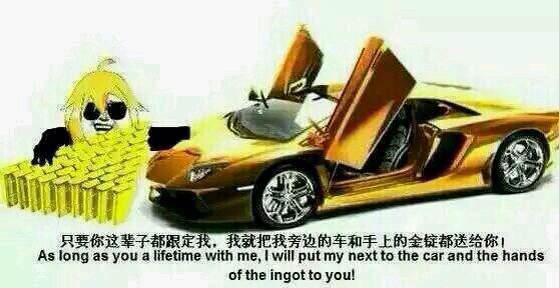 只要你这辈子都跟定我，我就把我旁边的车和手上的金锭都送给你！
As long as you a lifetime with me, I will put my next to the car and the hands
of the ingot to you!